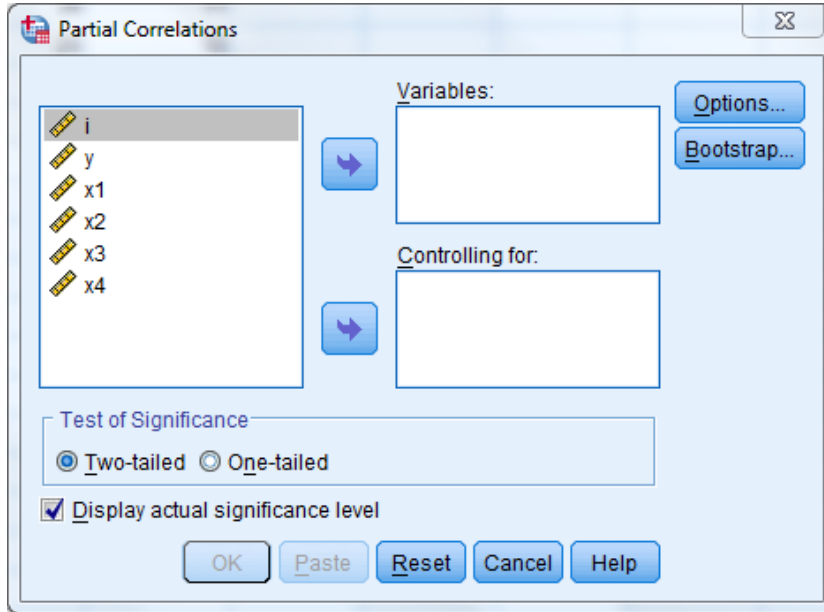 Partial Correlations
Variables:
i
y
x1
x2
x3
x4
Options...
Bootstrap...
Controlling for:
Test of Significance
Two-tailed One-tailed
Display actual significance level
OK Paste Reset Cancel Help